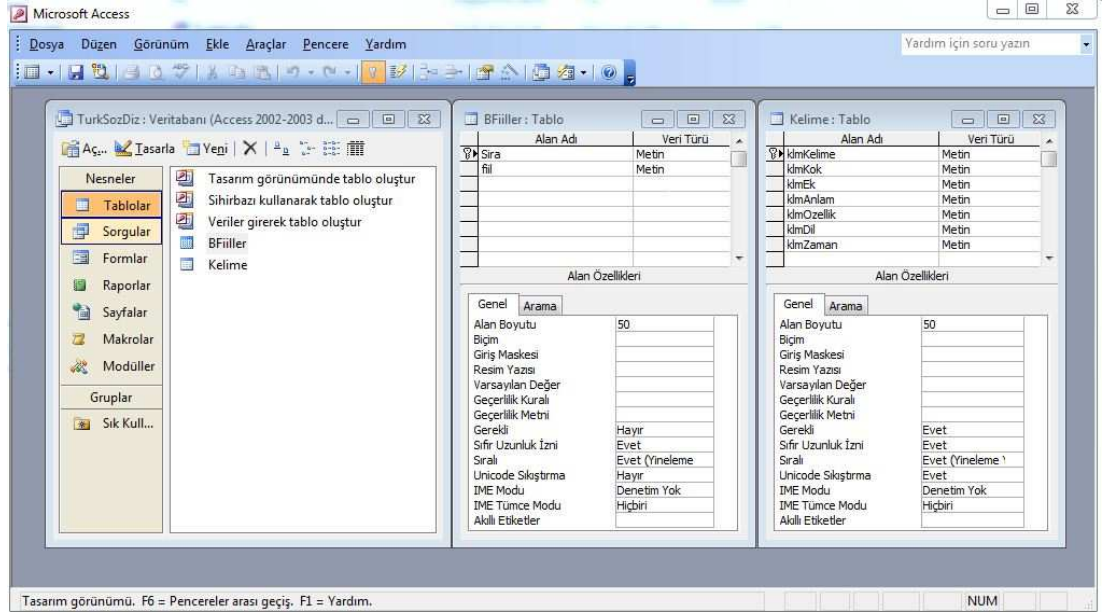 Microsoft Access
Dosya Düzen Görünüm Ekle Araçlar Pencere Yardım
Yardım için soru yazın
TurkSozDiz : Veritabanı (Access 2002-2003 d...
Aç... Tasarla Yeni
Nesneler
Tablolar
Sorgular
Formlar
Raporlar
Sayfalar
Makrolar
Modüller
Gruplar
Sık Kull...
Tasarım görünümünde tablo oluştur
Sihirbazı kullanarak tablo oluştur
Veriler girerek tablo oluştur
BFiiller
Kelime
BFiiller : Tablo
Alan Adı Veri Türü
Sira Metin
fiil Metin
Alan Özellikleri
Genel Arama
Alan Boyutu 50
Biçim
Giriş Maskesi
Resim Yazısı
Varsayılan Değer
Geçerlilik Kuralı
Geçerlilik Metni
Gerekli Hayır
Sıfır Uzunluk İzni Evet
Sıralı Evet (Yineleme
Unicode Sıkıştırma Hayır
IME Modu Denetim Yok
IME Tümce Modu Hiçbiri
Akıllı Etiketler
Kelime : Tablo
Alan Adı Veri Türü
klmKelime Metin
klmKok Metin
klmEk Metin
klmAnlam Metin
klmOzellik Metin
klmDil Metin
klmZaman Metin
Alan Özellikleri
Genel Arama
Alan Boyutu 50
Biçim
Giriş Maskesi
Resim Yazısı
Varsayılan Değer
Geçerlilik Kuralı
Geçerlilik Metni
Gerekli Evet
Sıfır Uzunluk İzni Evet
Sıralı Evet (Yineleme
Unicode Sıkıştırma Evet
IME Modu Denetim Yok
IME Tümce Modu Hiçbiri
Akıllı Etiketler
Tasarım görünümü. F6 = Pencereler arası geçiş. F1 = Yardım.
NUM